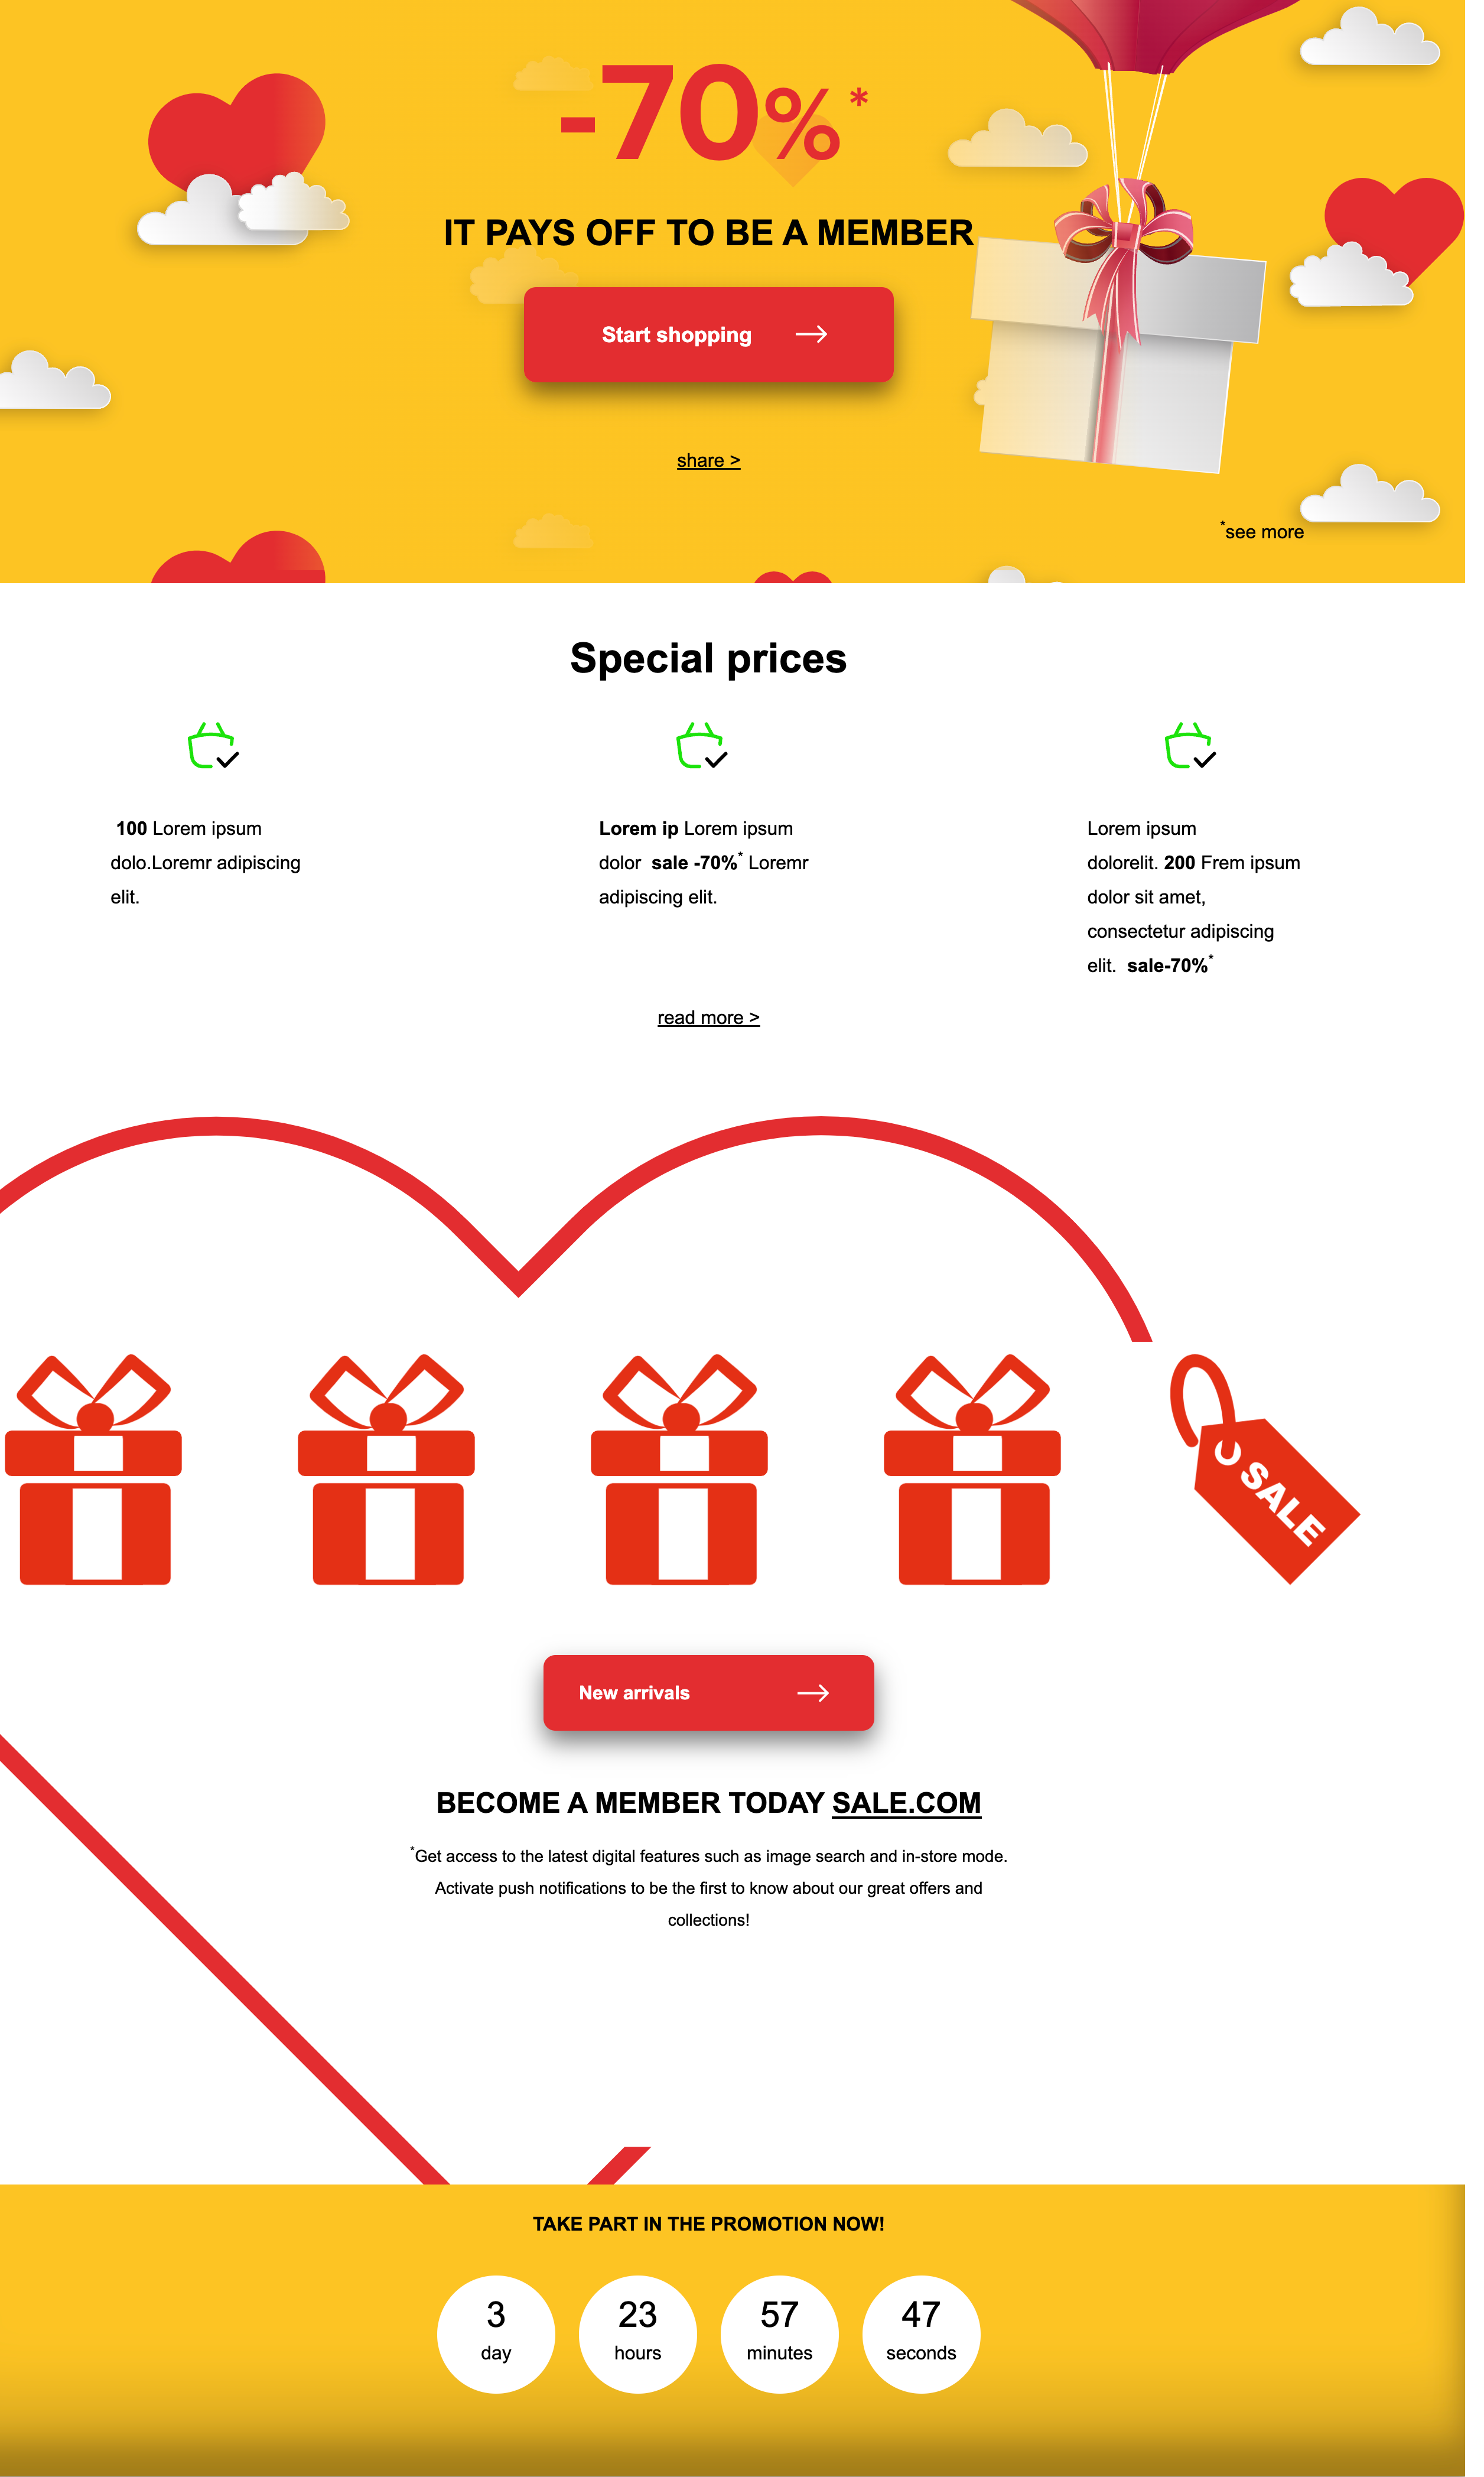 -70%*
IT PAYS OFF TO BE A MEMBER
Start shopping
share >
*see more
Special prices
100 Lorem ipsum
dolo.Loremr adipiscing
elit.
Lorem ip Lorem ipsum
dolor sale -70%* Loremr
adipiscing elit.
Lorem ipsum
dolorelit. 200 Frem ipsum
dolor sit amet,
consectetur adipiscing
elit. sale-70%*
read more >
SALE
New arrivals
BECOME A MEMBER TODAY SALE.COM
*Get access to the latest digital features such as image search and in-store mode.
Activate push notifications to be the first to know about our great offers and
collections!
TAKE PART IN THE PROMOTION NOW!
3 23 57 47
day hours minutes seconds